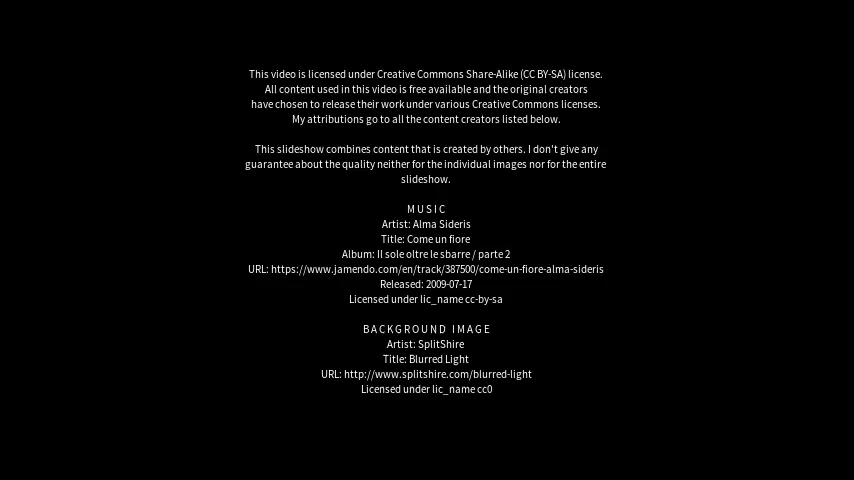 This video is licensed under Creative Commons Share-Alike (CC BY-SA) license.
All content used in this video is free available and the original creators
have chosen to release their work under various Creative Commons licenses.
My attributions go to all the content creators listed below.
This slideshow combines content that is created by others. I don't give any
guarantee about the quality neither for the individual images nor for the entire
slideshow.
MUSIC
Artist: Alma Sideris
Title: Come un fiore
Album: Il sole oltre le sbarre / parte 2
URL: https://www.jamendo.com/en/track/387500/come-un-fiore-alma-sideris
Released: 2009-07-17
Licensed under lic_name cc-by-sa
BACKGROUND IMAGE
Artist: SplitShire
Title: Blurred Light
URL: http://www.splitshire.com/blurred-light
Licensed under lic_name cc0